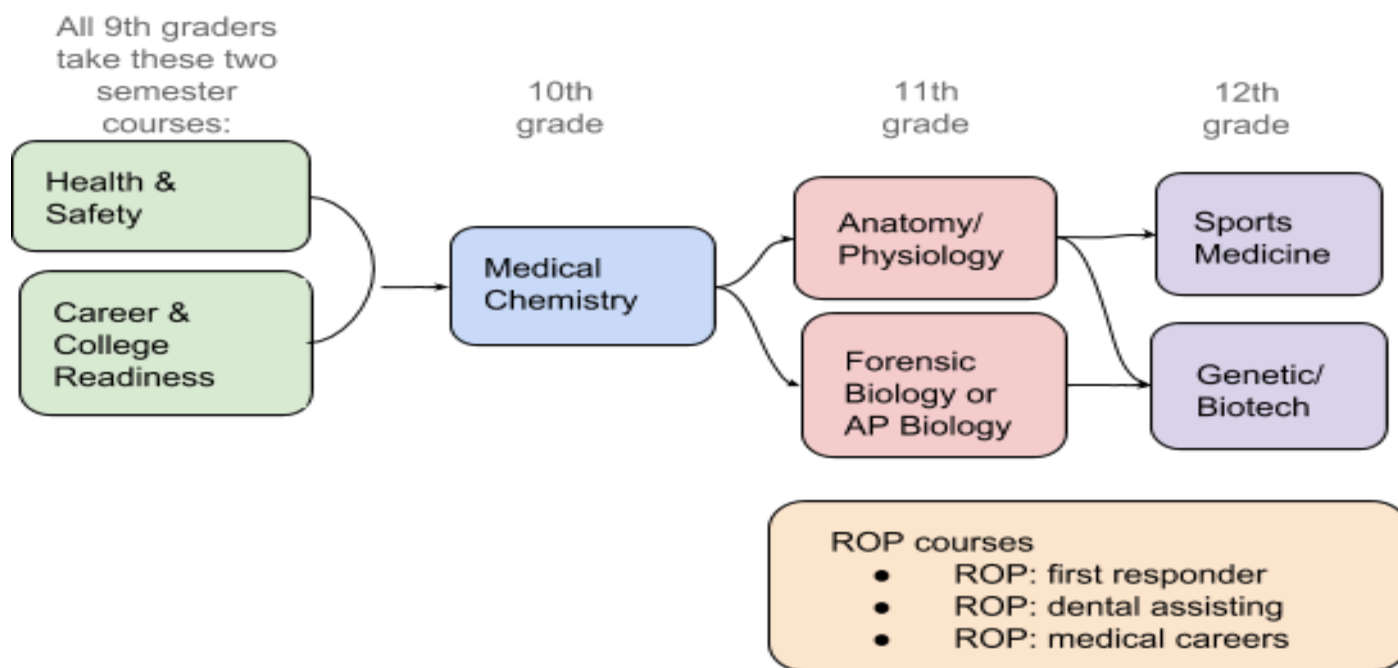 All 9th graders
take these two
semester
courses:
10th
grade
11th
grade
12th
grade
Health &
Safety
Career &
College
Readiness
Medical
Chemistry
Anatomy/
Physiology
Forensic
Biology or
AP Biology
Sports
Medicine
Genetic/
Biotech
ROP courses
● ROP: first responder
● ROP: dental assisting
● ROP: medical careers